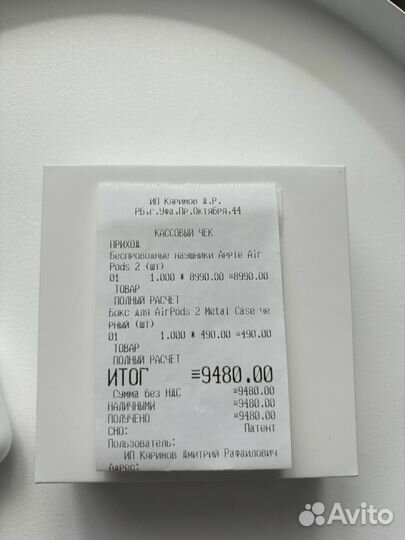 ИП Кяримов Д.Р.
РБ,г.Уфа,Пр.Октября,44
КАССОВЫЙ ЧЕК
ПРИХОД
Беспроводные наушники Apple Air
Pods 2 (шт)
01 1.000 * 8990.00 =8990.00
ТОВАР
ПОЛНЫЙ РАСЧЕТ
Бокс для AirPods 2 Metal Case че
рный (шт)
01 1.000 * 490.00 =490.00
ТОВАР
ПОЛНЫЙ РАСЧЕТ
ИТОГ =9480.00
Сумма без НДС =9480.00
НАЛИЧНЫМИ =9480.00
ПОЛУЧЕНО =9480.00
СНО: Патент
Пользователь:
ИП Кяримов Дмитрий Рафаилович
Адрес:
Avito